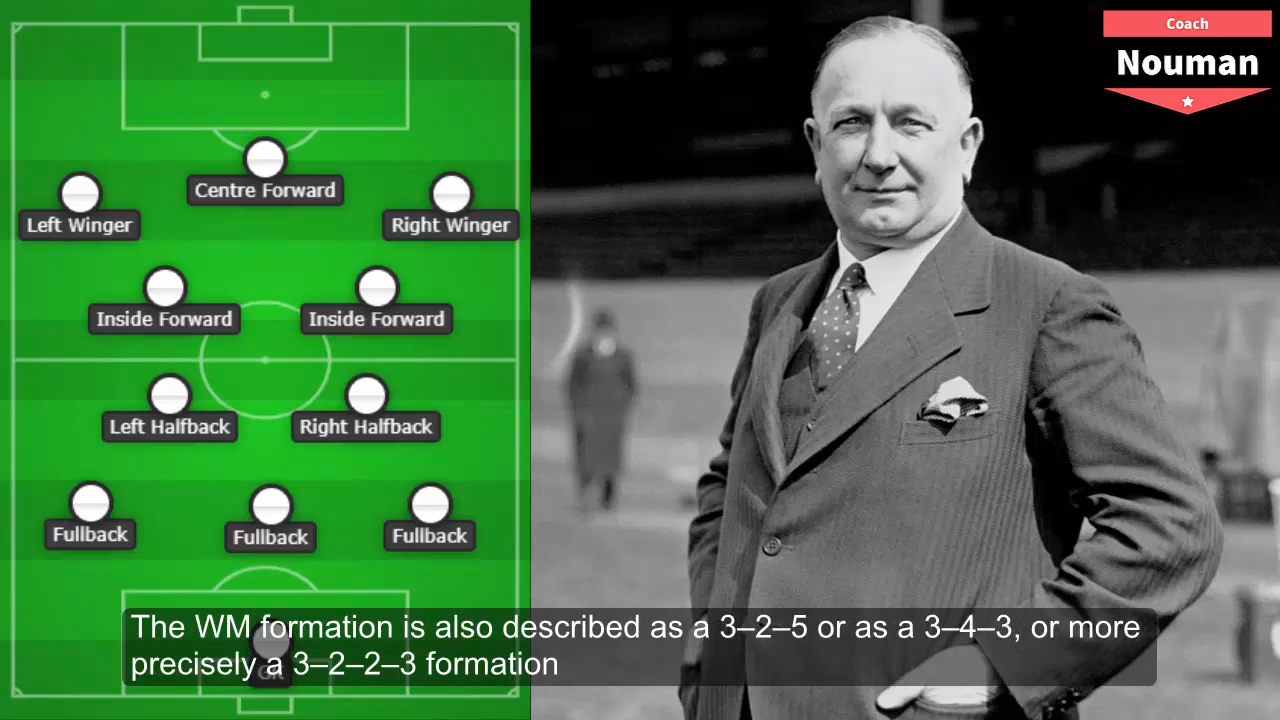 Coach
Nouman
Centre Forward
Left Winger
Right Winger
Inside Forward
Inside Forward
Left Halfback
Right Halfback
Fullback
Fullback
Fullback
GK
The WM formation is also described as a 3–2–5 or as a 3–4–3, or more
precisely a 3–2–2–3 formation